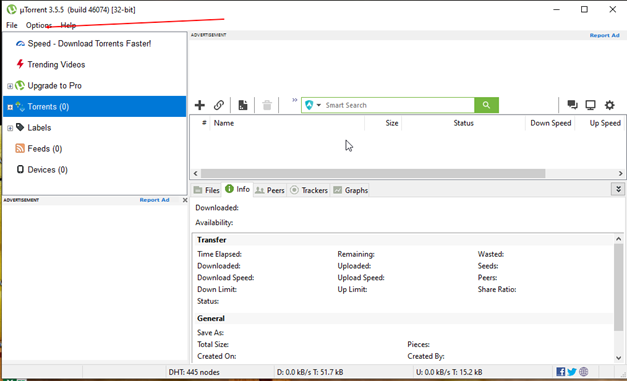 µTorrent 3.5.5 (build 46074) [32-bit]
File Options Help
Speed - Download Torrents Faster!
Trending Videos
Upgrade to Pro
Torrents (0)
Labels
Feeds (0)
Devices (0)
ADVERTISEMENT Report Ad
ADVERTISEMENT Report Ad
Smart Search
# Name Size Status Down Speed Up Speed
Files Info Peers Trackers Graphs
Downloaded:
Availability:
Transfer
Time Elapsed: Remaining: Wasted:
Downloaded: Uploaded: Seeds:
Download Speed: Upload Speed: Peers:
Down Limit: Up Limit: Share Ratio:
Status:
General
Save As:
Total Size: Pieces:
Created On: Created By:
DHT: 445 nodes D: 0.0 kB/s T: 51.7 kB U: 0.0 kB/s T: 15.2 kB